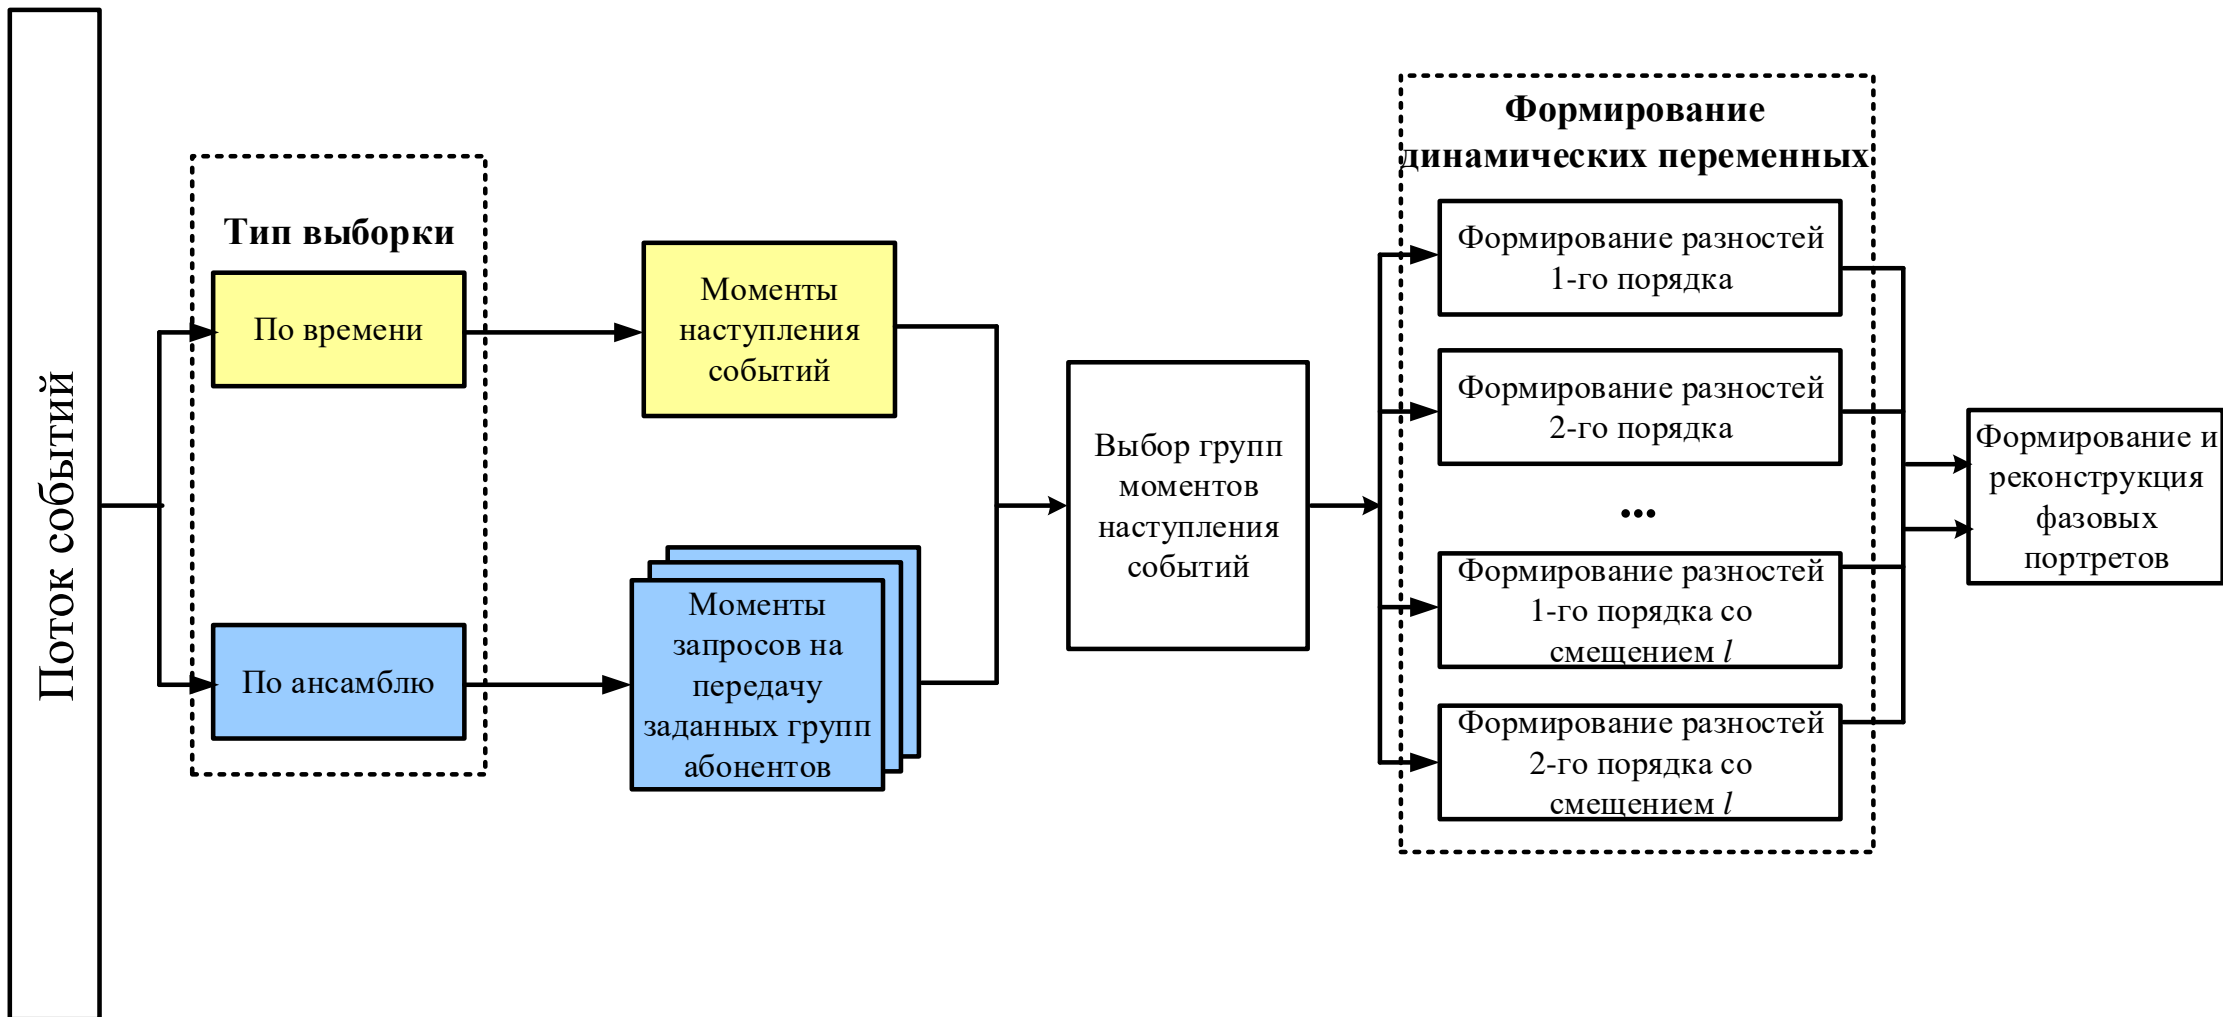 Поток событий
Тип выборки
По времени
По ансамблю
Моменты
наступления
событий
Моменты
запросов на
передачу
заданных групп
абонентов
Выбор групп
моментов
наступления
событий
Формирование
динамических переменных
Формирование разностей
1-го порядка
Формирование разностей
2-го порядка
...
Формирование разностей
1-го порядка со
смещением l
Формирование разностей
2-го порядка со
смещением l
Формирование и
реконструкция
фазовых
портретов